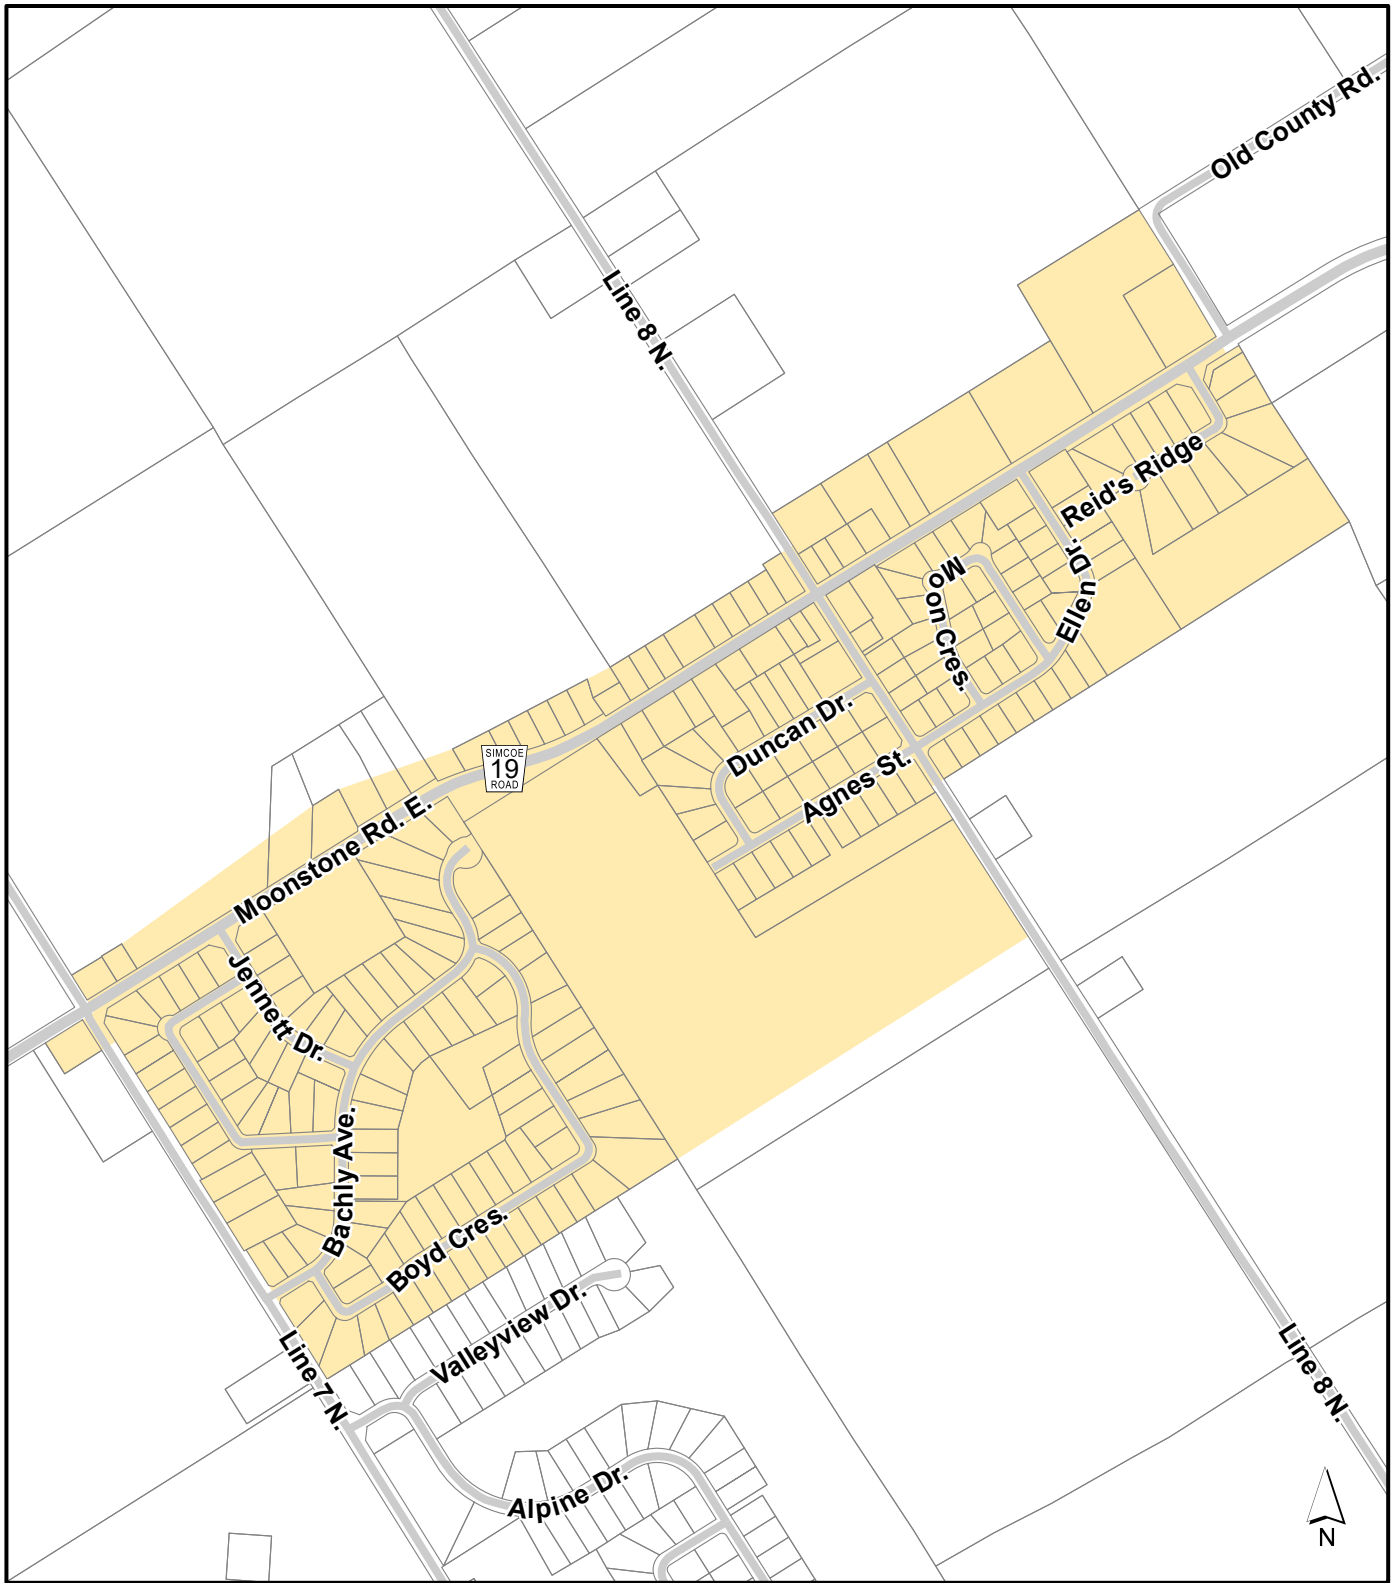 Old County Rd.
Line 8 N.
Reid's Ridge
Ellen Dr.
Moon Cres.
Duncan Dr.
Agnes St.
SIMCOE
19
ROAD
Moonstone Rd. E.
Jennett Dr.
Bachly Ave.
Boyd Cres.
Valleyview Dr.
Line 7 N.
Line 8 N.
Alpine Dr.
N